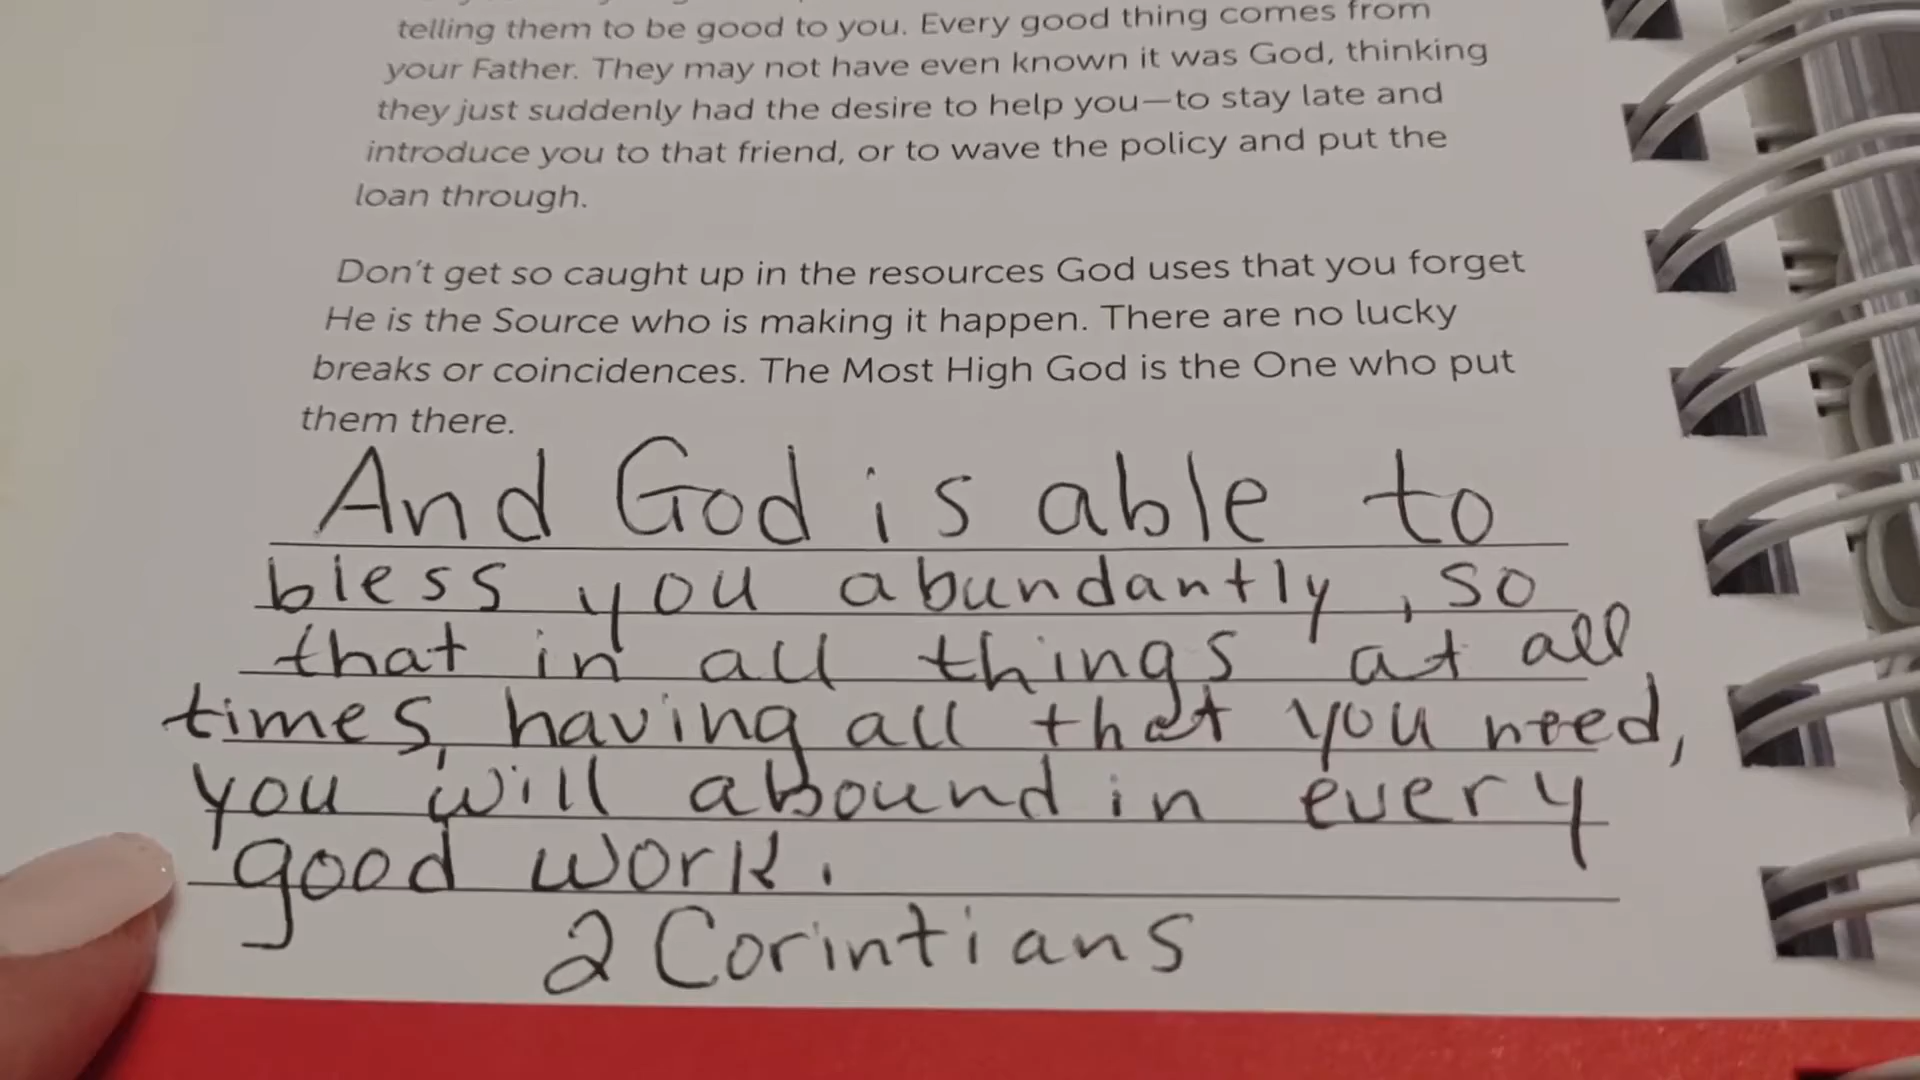 telling them to be good to you. Every good thing comes from
your Father. They may not have even known it was God, thinking
they just suddenly had the desire to help you—to stay late and
introduce you to that friend, or to wave the policy and put the
loan through.
Don't get so caught up in the resources God uses that you forget
He is the Source who is making it happen. There are no lucky
breaks or coincidences. The Most High God is the One who put
them there.
And God is able to
bless you abundantly, so
that in all things at all
times, having all that you need,
you will abound in every
good work.
2 Corintians